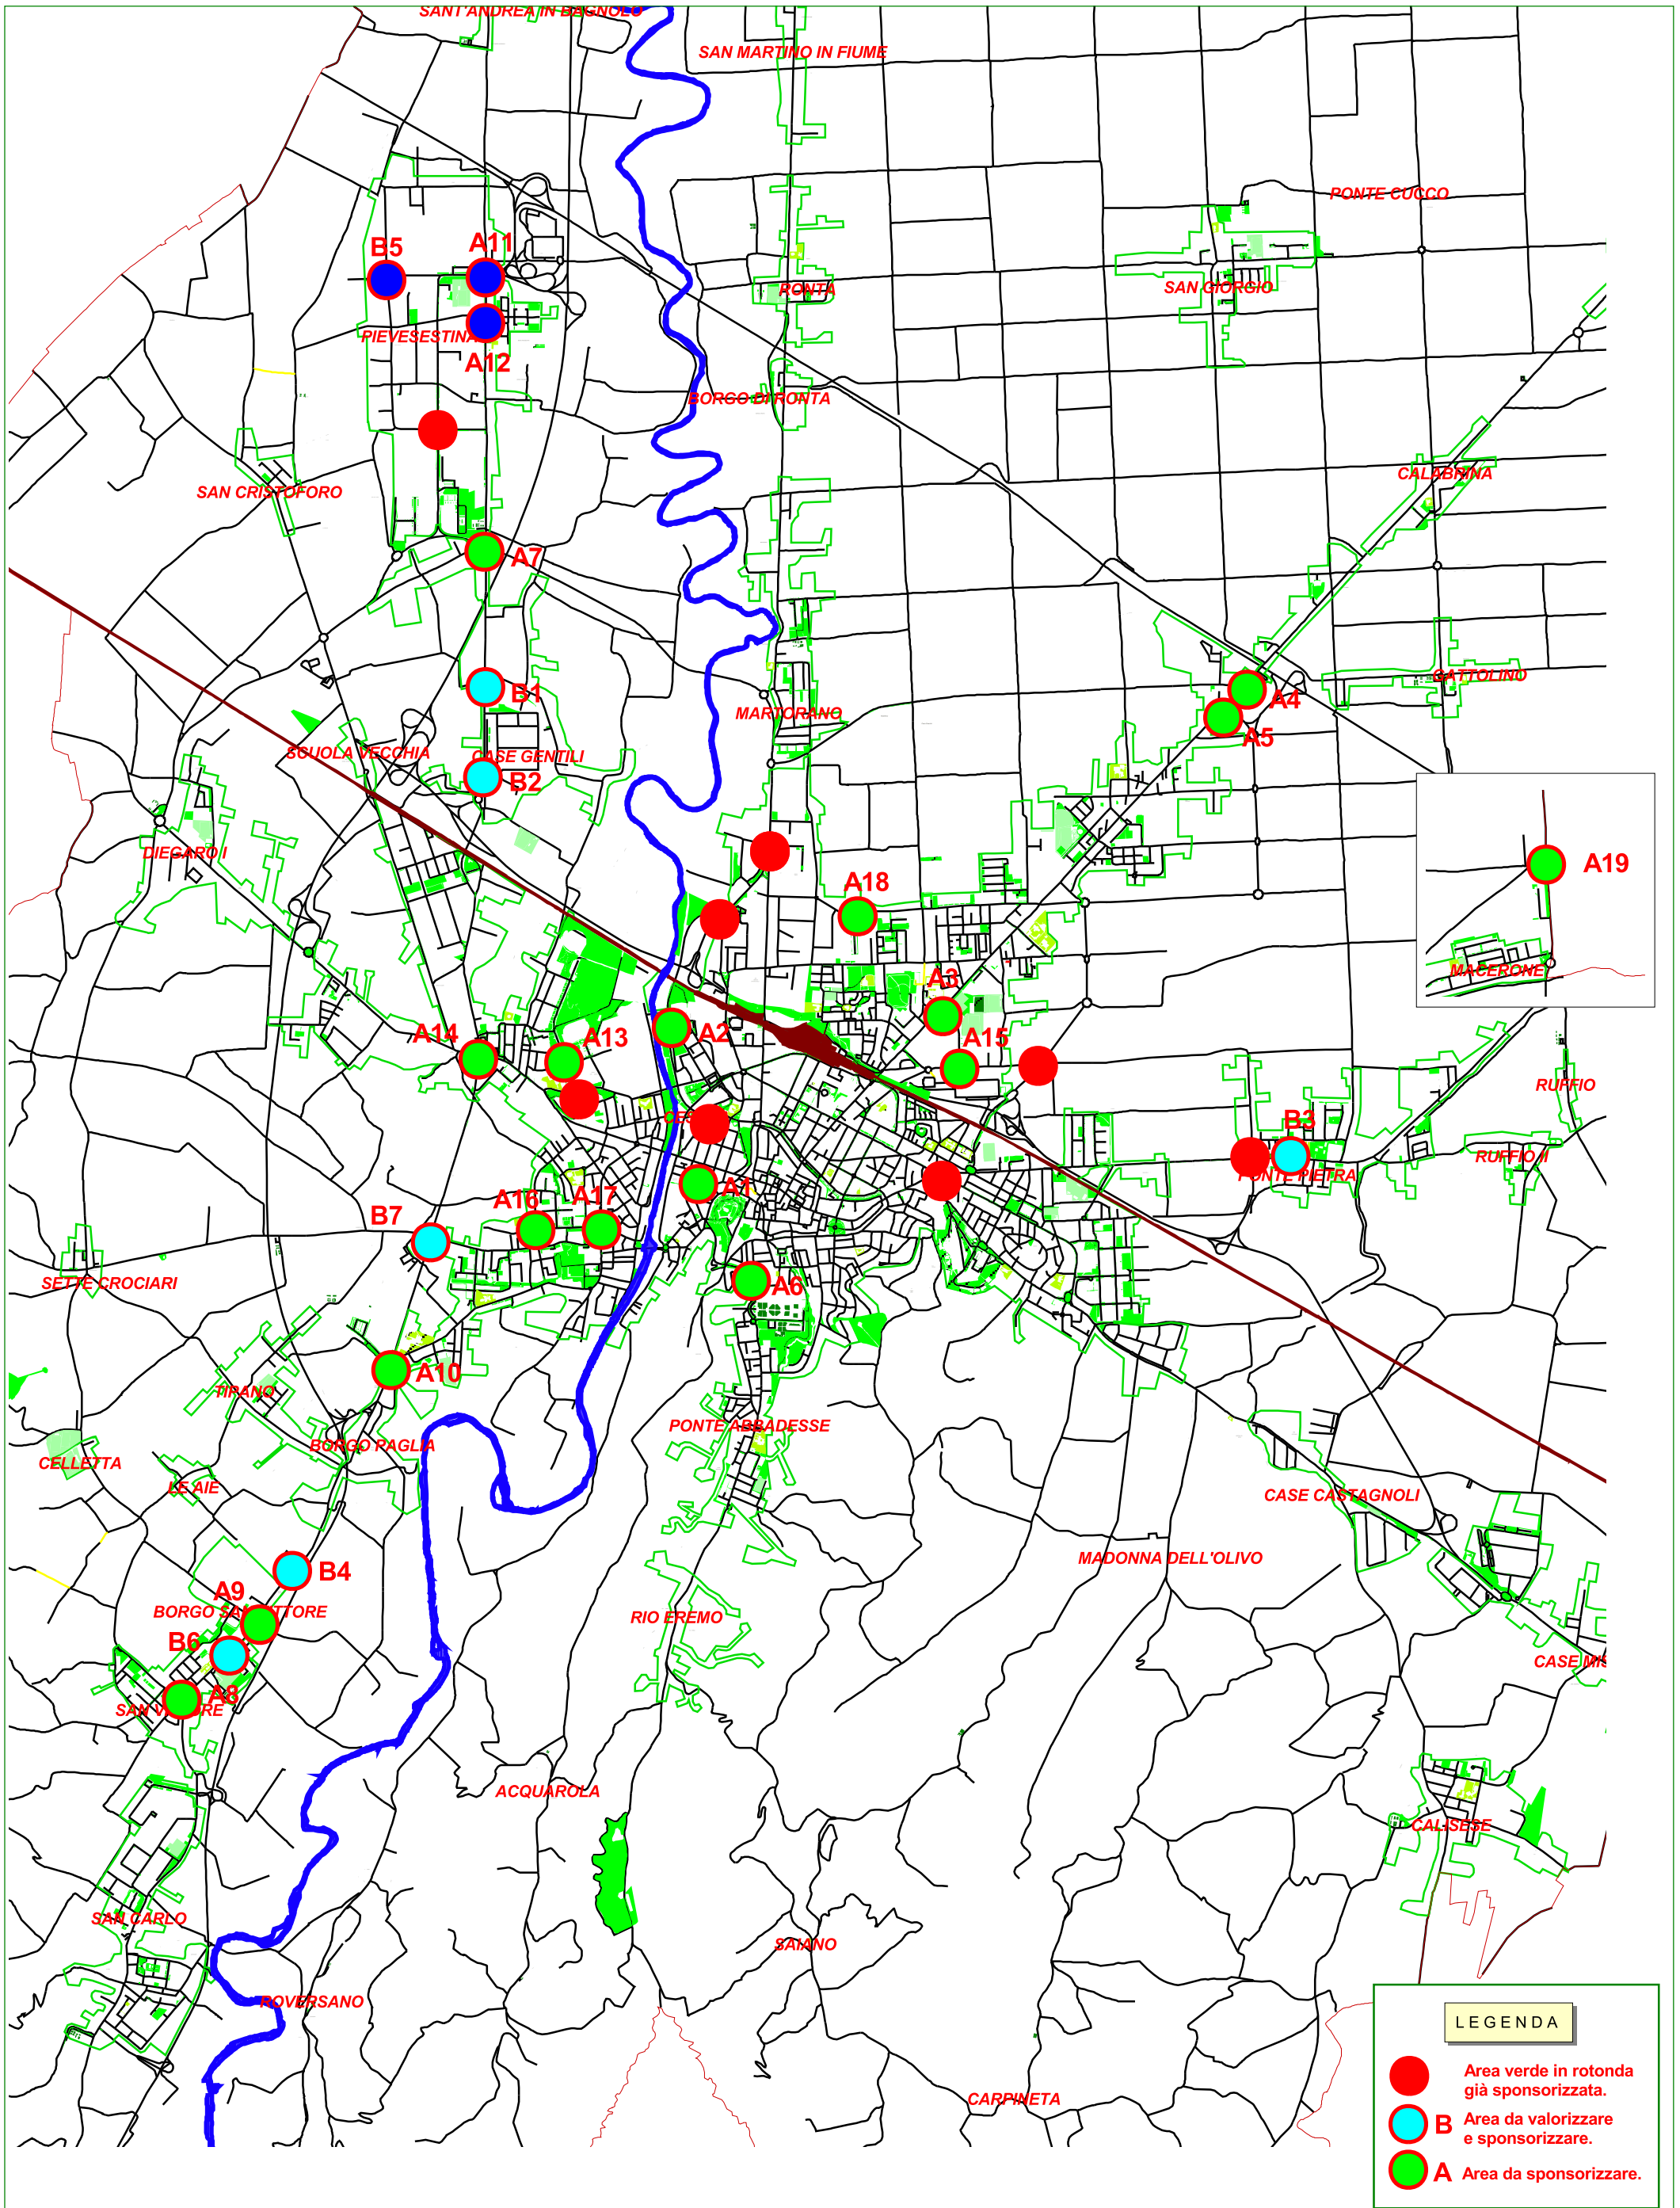 SANT'ANDREA IN BAGNOLO
SAN MARTINO IN FIUME
PONTE CUCCO
B5
A11
SAN GIORGIO
RONTA
PIEVESESTINA
A12
BORGO DI RONTA
CALABRINA
SAN CRISTOFORO
A7
GATTOLINO
B1
A4
MARTORANO
A5
SCUOLA VECCHIA
CASE GENTILI
B2
DIEGARO I
A19
A18
MACERONE
A3
A14
A13
A2
A15
RUFFIO
B3
RUFFIO II
PONTE PIETRA
A1
A16
A17
B7
SETTE CROCIARI
A6
A10
TIPANO
PONTE ABBADESSE
BORGO PAGLIA
CELLETTA
LE AIE
CASE CASTAGNOLI
MADONNA DELL'OLIVO
B4
A9
RIO EREMO
B6
A8
ACQUAROLA
CALISESE
SAN CARLO
SAIANO
ROVERSANO
CARPINETA
LEGENDA
Area verde in rotonda
già sponsorizzata.
B Area da valorizzare
e sponsorizzare.
A Area da sponsorizzare.